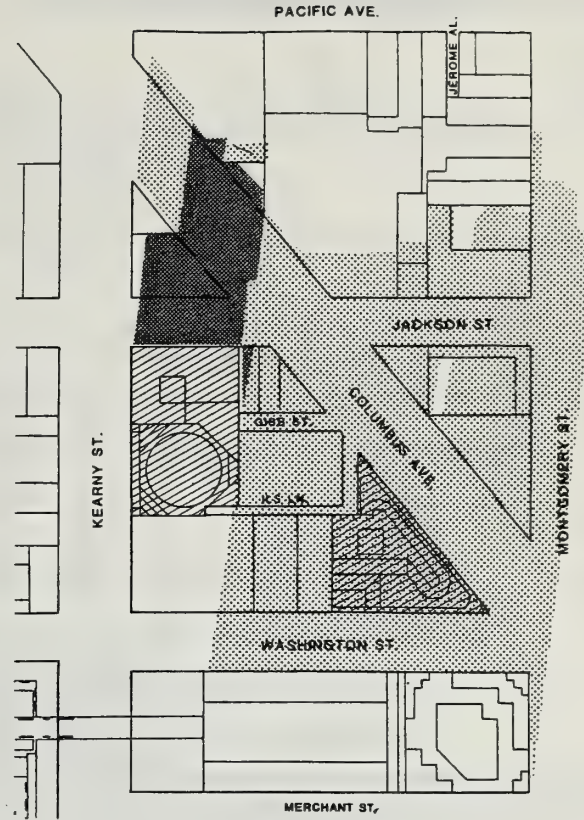 PACIFIC AVE.
JEROME AL.
JACKSON ST
COLUMBUS AVE.
GIBB ST.
KEARNY ST.
MONTGOMERY ST.
WASHINGTON ST.
MERCHANT ST.